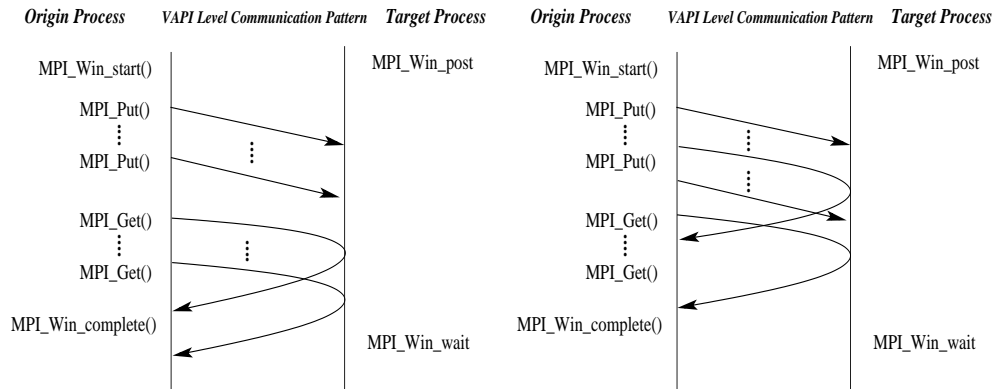 Origin Process VAPI Level Communication Pattern Target Process
MPI_Win_start()
MPI_Win_post
MPI_Put()
MPI_Put()
MPI_Get()
MPI_Get()
MPI_Win_complete()
MPI_Win_wait
Origin Process VAPI Level Communication Pattern Target Process
MPI_Win_start()
MPI_Win_post
MPI_Put()
MPI_Put()
MPI_Get()
MPI_Get()
MPI_Win_complete()
MPI_Win_wait